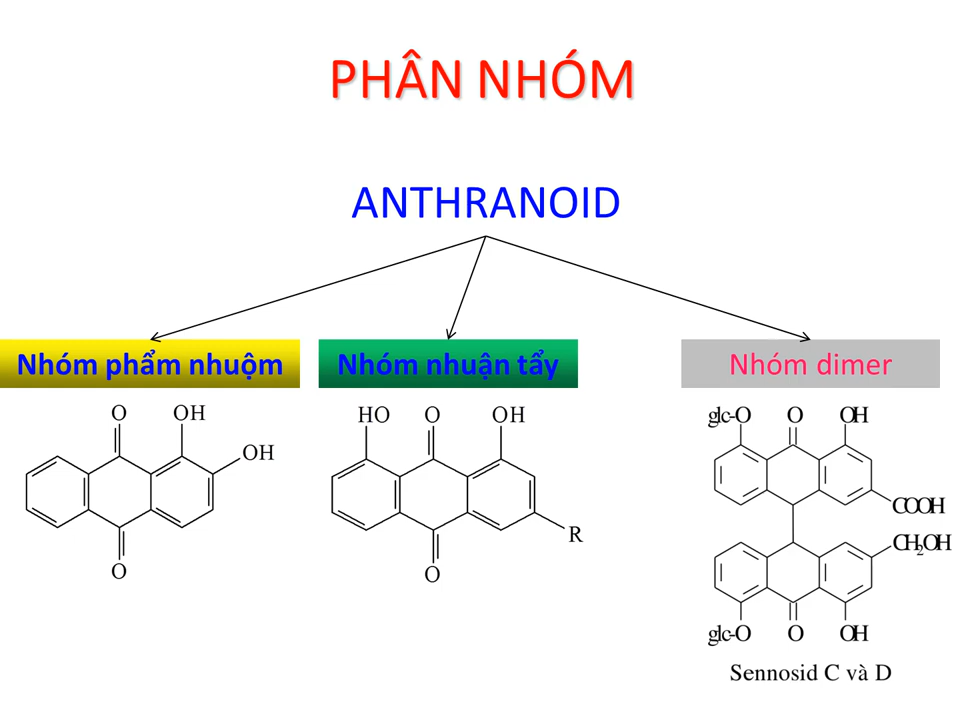 PHÂN NHÓM
ANTHRANOID
Nhóm phẩm nhuộm
Nhóm nhuận tẩy
Nhóm dimer
O OH
OH
O
HO O OH
R
O
glc-O O OH
COOH
CH2OH
glc-O O OH
Sennosid C và D